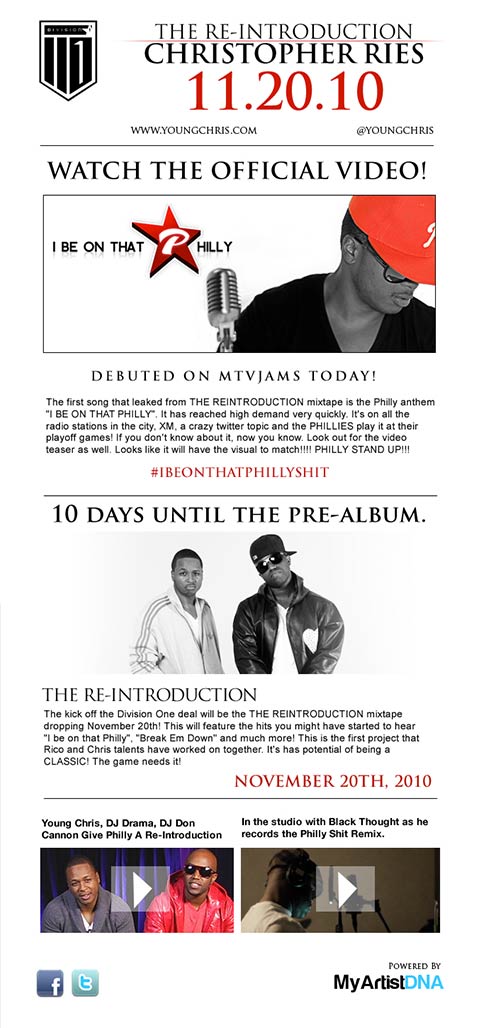 DIVISION
THE RE-INTRODUCTION
CHRISTOPHER RIES
11.20.10
WWW.YOUNGCHRIS.COM
@YOUNGCHRIS
WATCH THE OFFICIAL VIDEO!
I BE ON THAT PHILLY
DEBUTED ON MTVJAMS TODAY!
The first song that leaked from THE REINTRODUCTION mixtape is the Philly anthem
"I BE ON THAT PHILLY". It has reached high demand very quickly. It's on all the
radio stations in the city, XM, a crazy twitter topic and the PHILLIES play it at their
playoff games! If you don't know about it, now you know. Look out for the video
teaser as well. Looks like it will have the visual to match!!!! PHILLY STAND UP!!!
#IBEONTHATPHILLYSHIT
10 DAYS UNTIL THE PRE-ALBUM.
THE RE-INTRODUCTION
The kick off the Division One deal will be the THE REINTRODUCTION mixtape
dropping November 20th! This will feature the hits you might have started to hear
"I be on that Philly", "Break Em Down" and much more! This is the first project that
Rico and Chris talents have worked on together. It's has potential of being a
CLASSIC! The game needs it!
NOVEMBER 20TH, 2010
Young Chris, DJ Drama, DJ Don
Cannon Give Philly A Re-Introduction
In the studio with Black Thought as he
records the Philly Shit Remix.
f
t
POWERED BY
MyArtistDNA